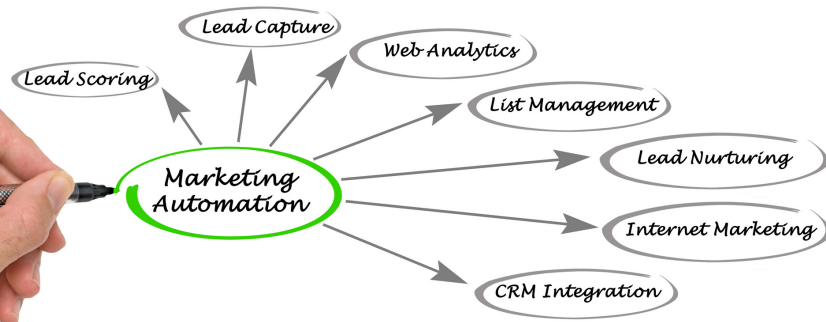 Lead Capture
Web Analytics
Lead Scoring
List Management
Lead Nurturing
Marketing
Automation
Internet Marketing
CRM Integration